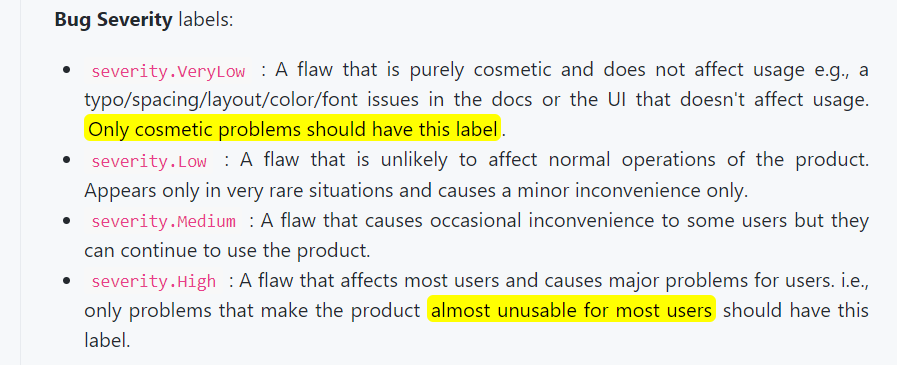 Bug Severity labels:
• severity.VeryLow : A flaw that is purely cosmetic and does not affect usage e.g., a
typo/spacing/layout/color/font issues in the docs or the UI that doesn't affect usage.
Only cosmetic problems should have this label.
• severity.Low : A flaw that is unlikely to affect normal operations of the product.
Appears only in very rare situations and causes a minor inconvenience only.
• severity.Medium : A flaw that causes occasional inconvenience to some users but they
can continue to use the product.
• severity.High : A flaw that affects most users and causes major problems for users. i.e.,
only problems that make the product almost unusable for most users should have this
label.